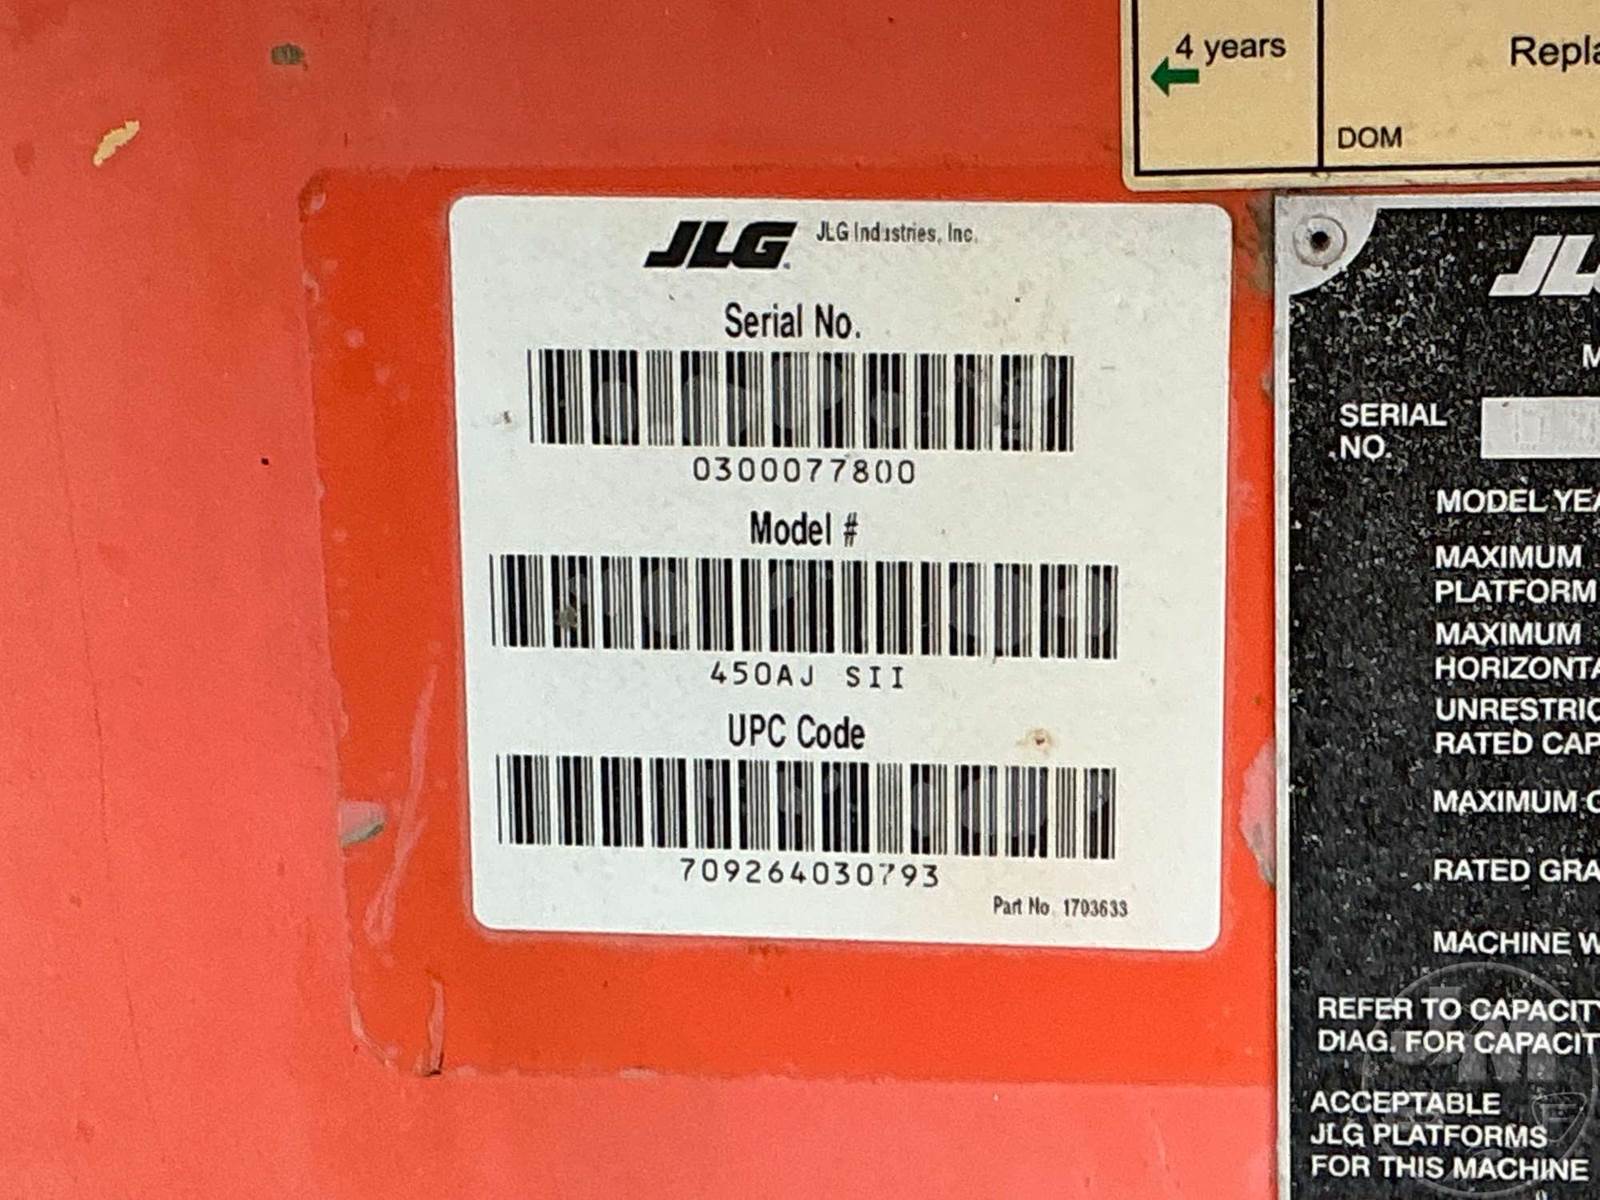 4 years
Repla
DOM
JLG JLG Industries, Inc.
Serial No.
0300077800
Model #
450AJ SII
UPC Code
709264030793
Part No. 1703633
JLG
SERIAL
NO.
MODEL YEA
MAXIMUM
PLATFORM
MAXIMUM
HORIZONTA
UNRESTRIC
RATED CAP
MAXIMUM
RATED GRA
MACHINE W
REFER TO CAPACITY
DIAG. FOR CAPACIT
ACCEPTABLE
JLG PLATFORMS
FOR THIS MACHINE